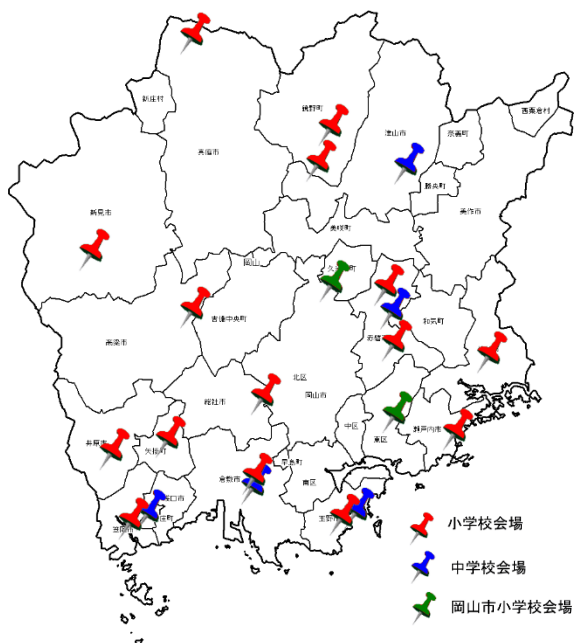 新庄村
鏡野町
津山市
奈義町
西粟倉村
真庭市
勝央町
美作市
新見市
美咲町
岡山
久
町
吉備中央町
和気町
赤磐
高梁市
北区
岡山市
総社市
中区
東区
瀬戸内市
井原市
矢掛町
早島町
倉敷市
南区
口市
玉野市
笠岡
庄町
小学校会場
中学校会場
岡山市小学校会場